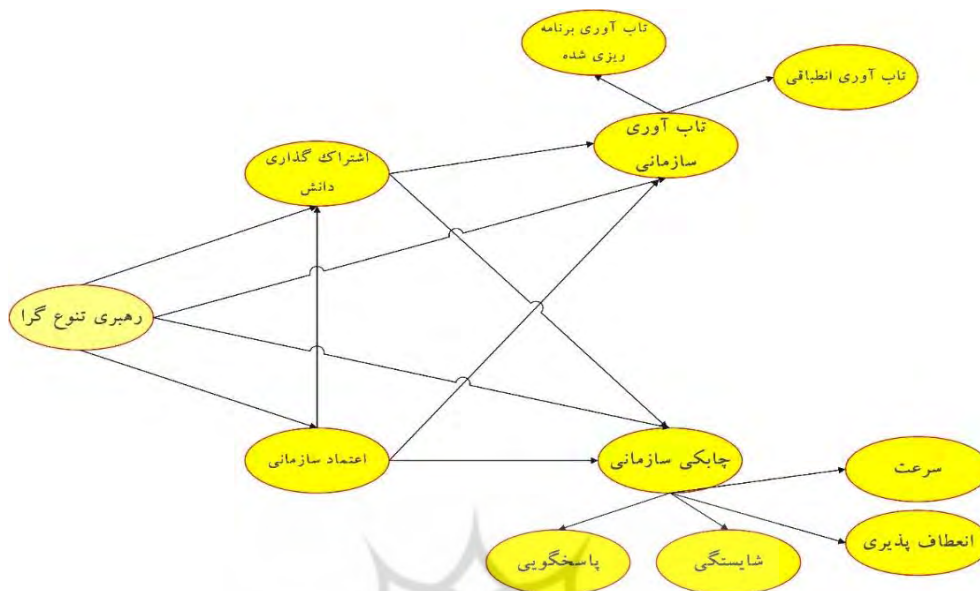 تاب آوری برنامه
ریزی شده
تاب آوری انطباقی
تاب آوری
سازمانی
اشتراک گذاری
دانش
رهبری تنوع گرا
اعتماد سازمانی
چابکی سازمانی
سرعت
انعطاف پذیری
شایستگی
پاسخگویی